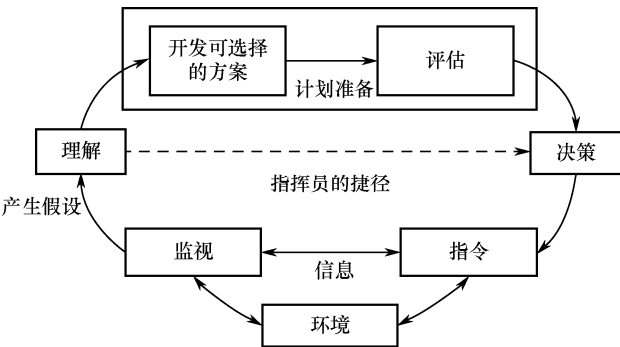 开发可选择
的方案
评估
计划准备
理解
决策
指挥员的捷径
产生假设
监视
指令
信息
环境